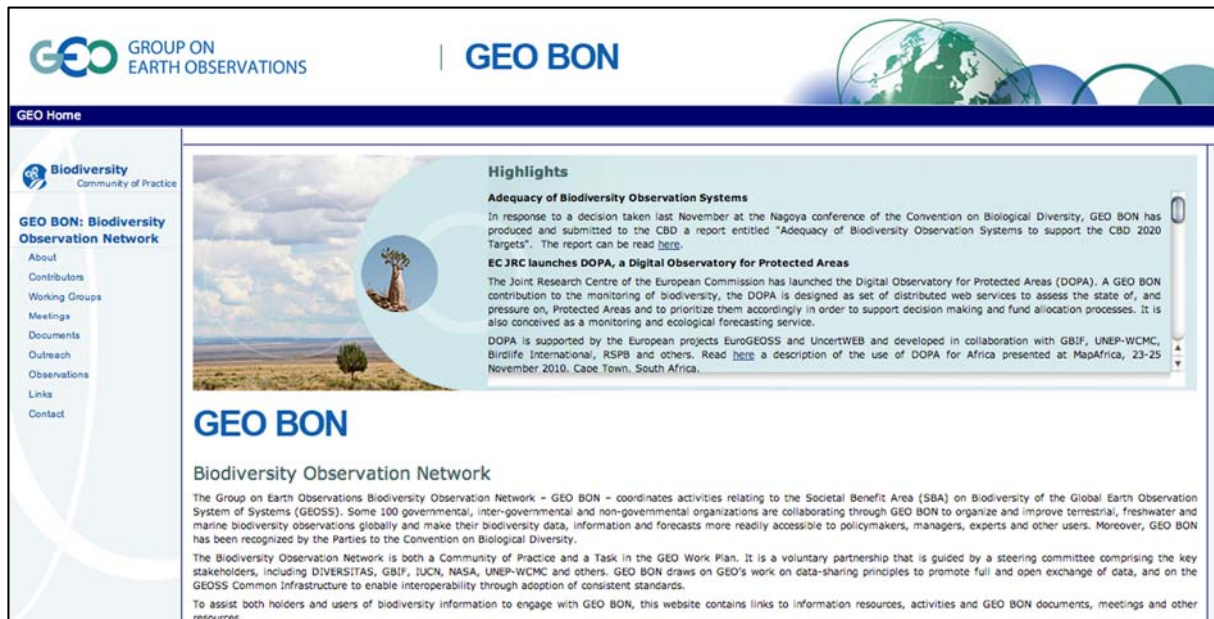 GEO GROUP ON
EARTH OBSERVATIONS
GEO BON
GEO Home
Biodiversity
Community of Practice
GEO BON: Biodiversity
Observation Network
About
Contributors
Working Groups
Meetings
Documents
Outreach
Observations
Links
Contact
Highlights
Adequacy of Biodiversity Observation Systems
In response to a decision taken last November at the Nagoya conference of the Convention on Biological Diversity, GEO BON has
produced and submitted to the CBD a report entitled "Adequacy of Biodiversity Observation Systems to support the CBD 2020
Targets". The report can be read here.
EC JRC launches DOPA, a Digital Observatory for Protected Areas
The Joint Research Centre of the European Commission has launched the Digital Observatory for Protected Areas (DOPA). A GEO BON
contribution to the monitoring of biodiversity, the DOPA is designed as set of distributed web services to assess the state of, and
pressure on, Protected Areas and to prioritize them accordingly in order to support decision making and fund allocation processes. It is
also conceived as a monitoring and ecological forecasting service.
DOPA is supported by the European projects EuroGEOSS and UncertWEB and developed in collaboration with GBIF, UNEP-WCMC,
Birdlife International, RSPB and others. Read here a description of the use of DOPA for Africa presented at MapAfrica, 23-25
November 2010. Cape Town. South Africa.
GEO BON
Biodiversity Observation Network
The Group on Earth Observations Biodiversity Observation Network – GEO BON – coordinates activities relating to the Societal Benefit Area (SBA) on Biodiversity of the Global Earth Observation
System of Systems (GEOSS). Some 100 governmental, inter-governmental and non-governmental organizations are collaborating through GEO BON to organize and improve terrestrial, freshwater and
marine biodiversity observations globally and make their biodiversity data, information and forecasts more readily accessible to policymakers, managers, experts and other users. Moreover, GEO BON
has been recognized by the Parties to the Convention on Biological Diversity.
The Biodiversity Observation Network is both a Community of Practice and a Task in the GEO Work Plan. It is a voluntary partnership that is guided by a steering committee comprising the key
stakeholders, including DIVERSITAS, GBIF, IUCN, NASA, UNEP-WCMC and others. GEO BON draws on GEO's work on data-sharing principles to promote full and open exchange of data, and on the
GEOSS Common Infrastructure to enable interoperability through adoption of consistent standards.
To assist both holders and users of biodiversity information to engage with GEO BON, this website contains links to information resources, activities and GEO BON documents, meetings and other
resources